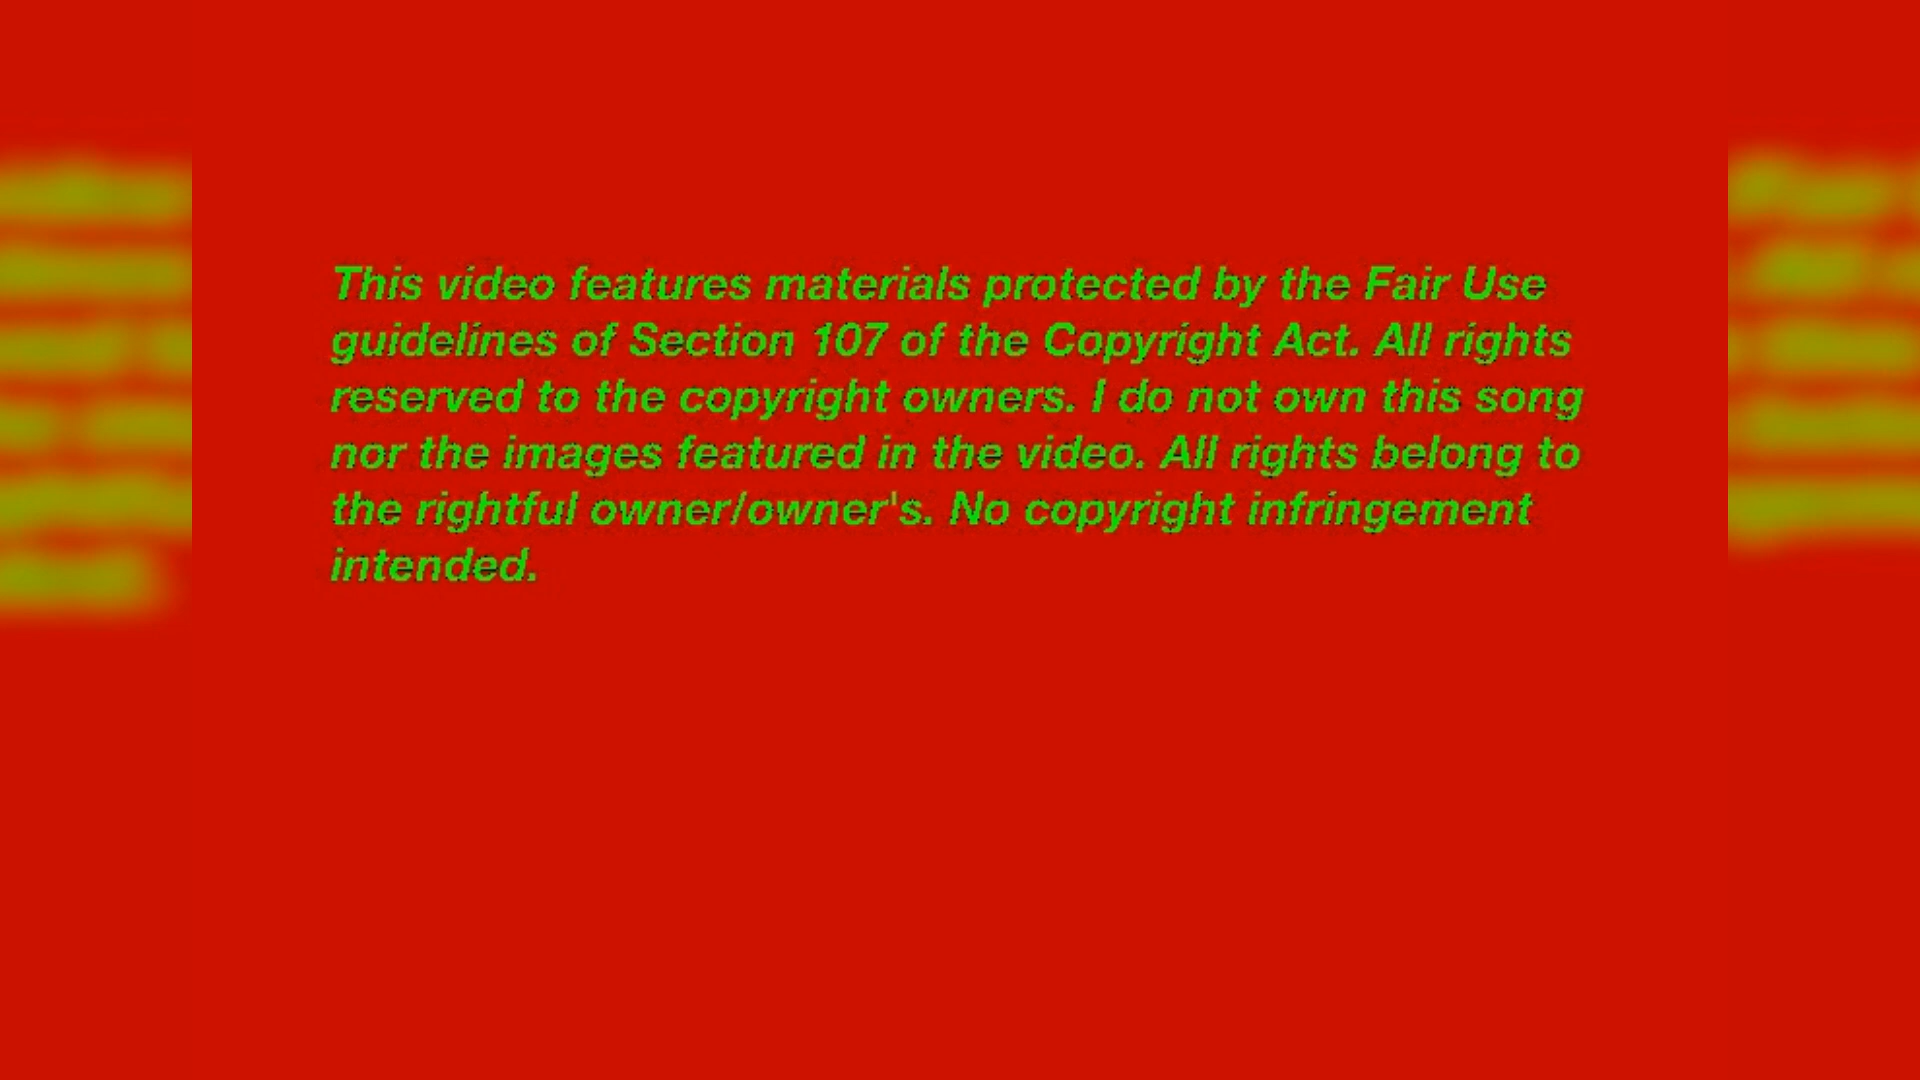 This video features materials protected by the Fair Use
guidelines of Section 107 of the Copyright Act. All rights
reserved to the copyright owners. I do not own this song
nor the images featured in the video. All rights belong to
the rightful owner/owner's. No copyright infringement
intended.